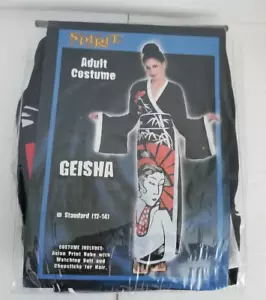 SPIRIT
Adult
Costume
GEISHA
Standard (12-14)
COSTUME INCLUDES:
Asian Print Robe with
Matching Belt and
Chopsticks for Hair.